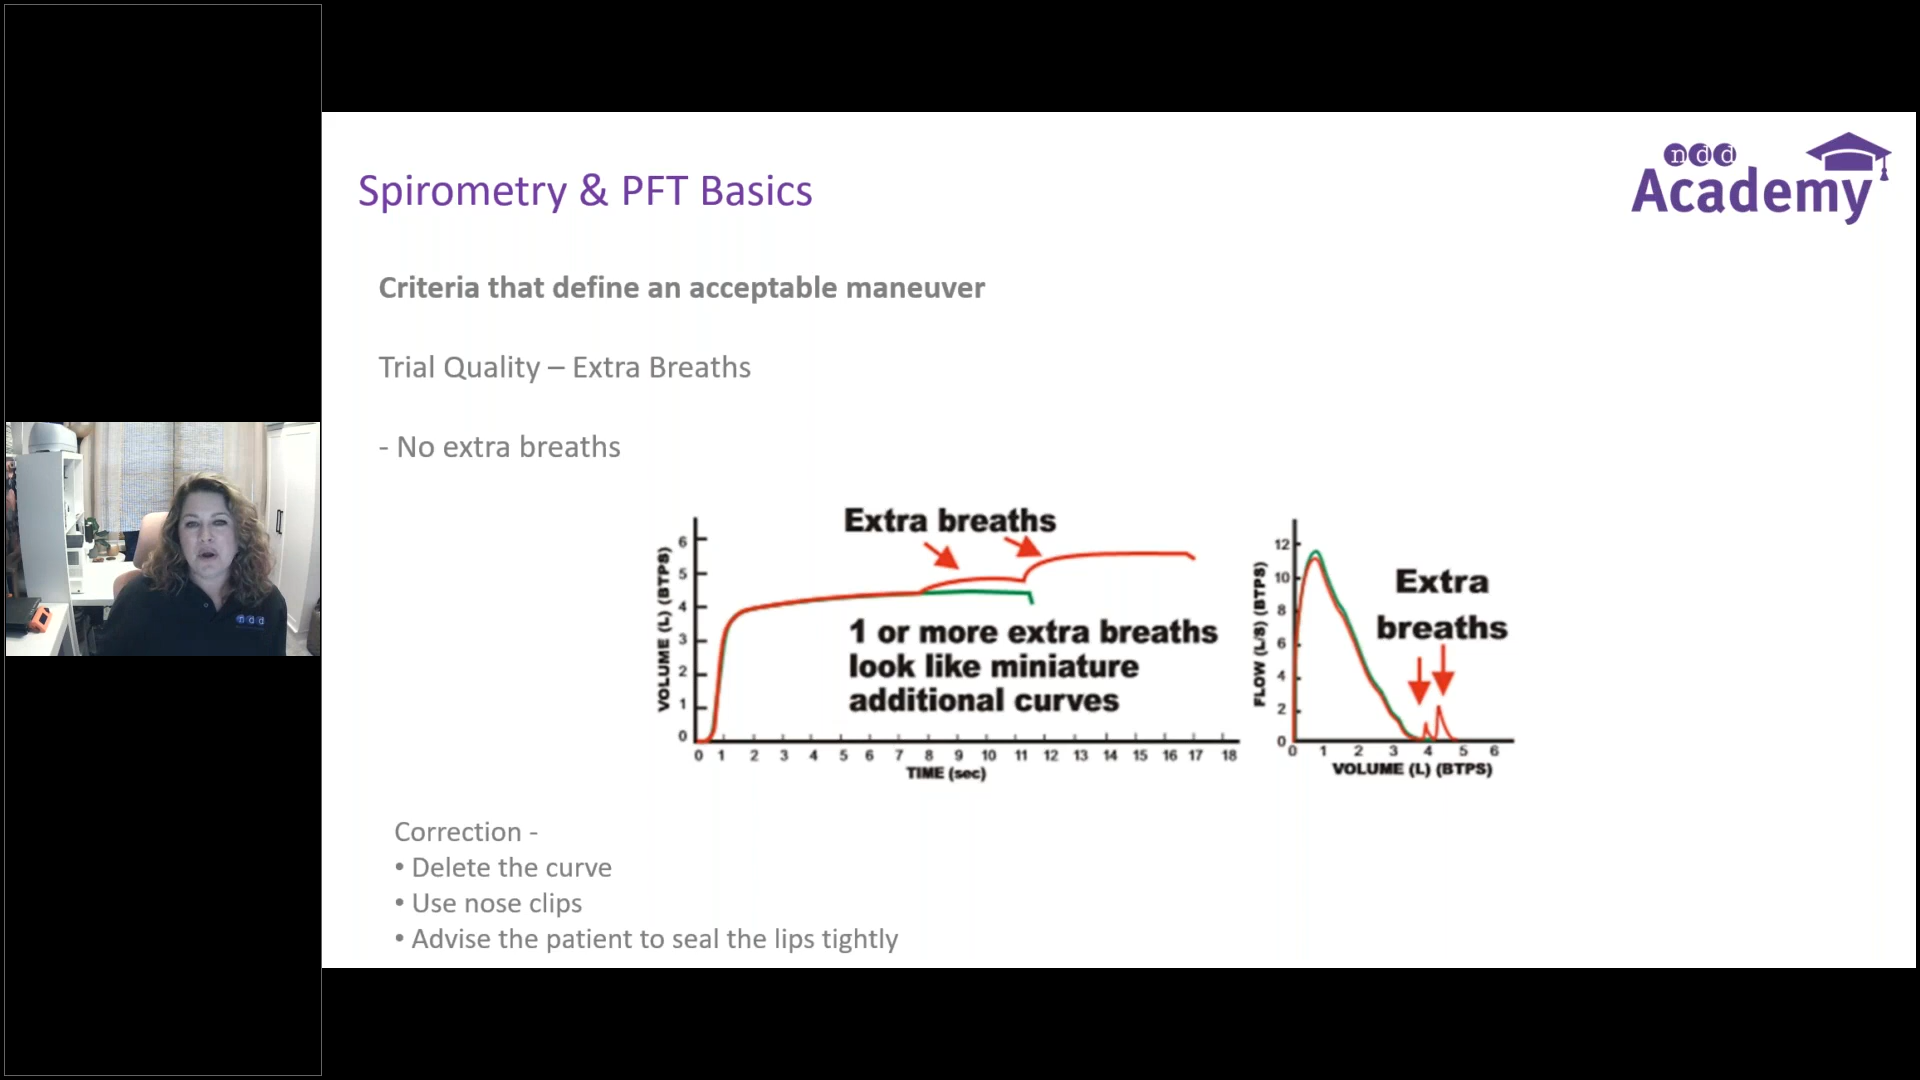 ndd
Academy
Spirometry & PFT Basics
Criteria that define an acceptable maneuver
Trial Quality – Extra Breaths
- No extra breaths
Extra breaths
1 or more extra breaths
look like miniature
additional curves
VOLUME (L) (BTPS)
6
5
4
3
2
1
0
0 1 2 3 4 5 6 7 8 9 10 11 12 13 14 15 16 17 18
TIME (sec)
Extra
breaths
FLOW (L/S) (BTPS)
12
10
8
6
4
2
0
0 1 2 3 4 5 6
VOLUME (L) (BTPS)
Correction -
• Delete the curve
• Use nose clips
• Advise the patient to seal the lips tightly
ndd